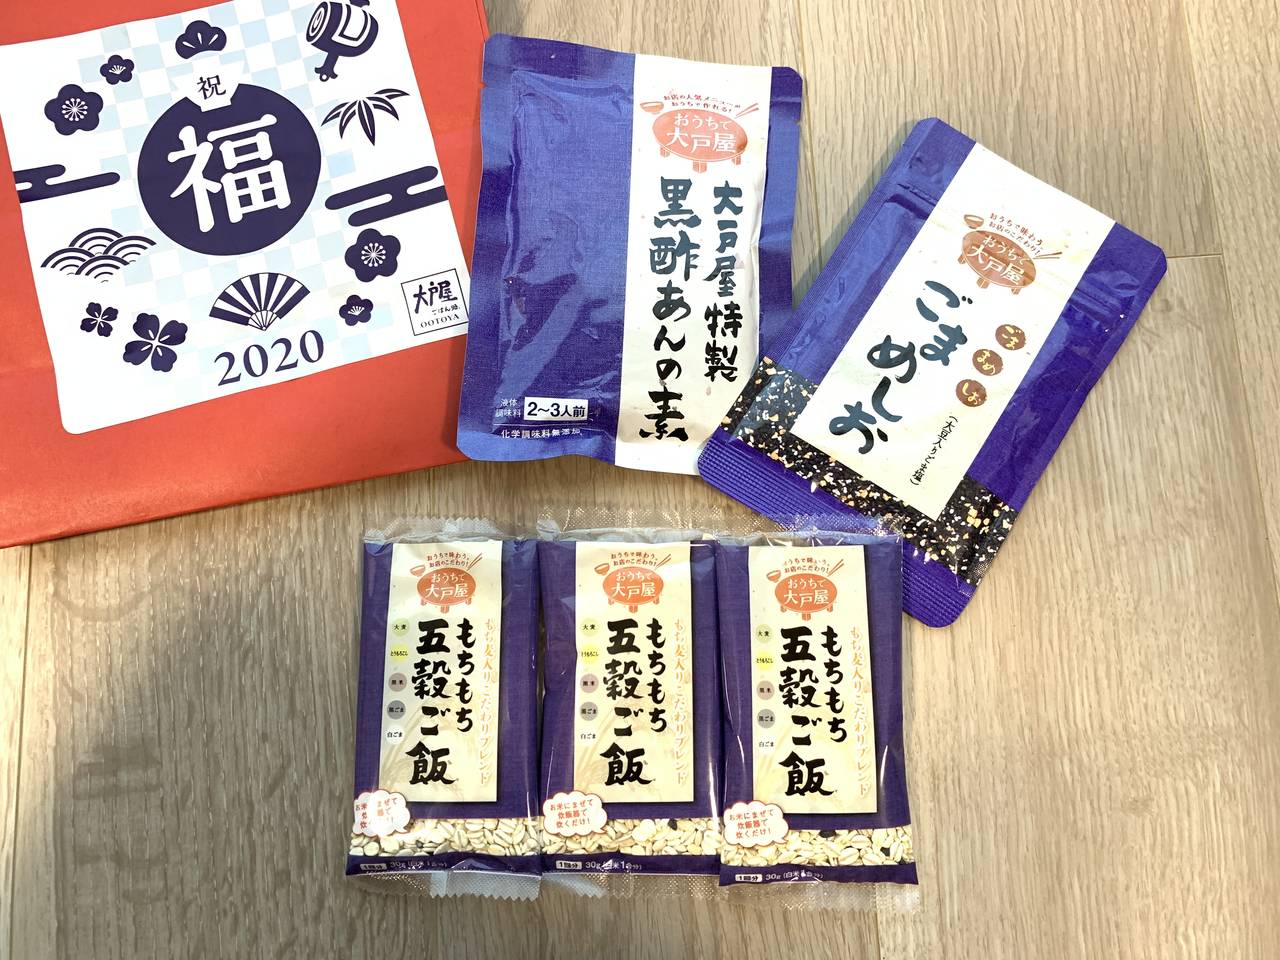 祝
福
大戸屋
ごはん処
OOTOYA
2020
お店の人気メニューが
おうちで作れる!
おうちで
大戸屋
大戸屋特製
黒酢あんの素
液体
調味料
2〜3人前
化学調味料無添加
おうちで味わう、
お店のこだわり!
おうちで
大戸屋
ごま
まめ
しお
ごま
めしお
(大豆入りごま塩)
おうちで味わう、
お店のこだわり!
おうちで
大戸屋
もち麦入りこだわりブレンド
もちもち
五穀ご飯
大麦
とうもろこし
黒米
黒ごま
白ごま
お米にまぜて
炊飯器で
炊くだけ!
1回分 30g(白米1合分)
おうちで味わう、
お店のこだわり!
おうちで
大戸屋
もち麦入りこだわりブレンド
もちもち
五穀ご飯
大麦
とうもろこし
黒米
黒ごま
白ごま
お米にまぜて
炊飯器で
炊くだけ!
1回分 30g(白米1合分)
おうちで味わう、
お店のこだわり!
おうちで
大戸屋
もち麦入りこだわりブレンド
もちもち
五穀ご飯
大麦
とうもろこし
黒米
黒ごま
白ごま
お米にまぜて
炊飯器で
炊くだけ!
1回分 30g(白米1合分)